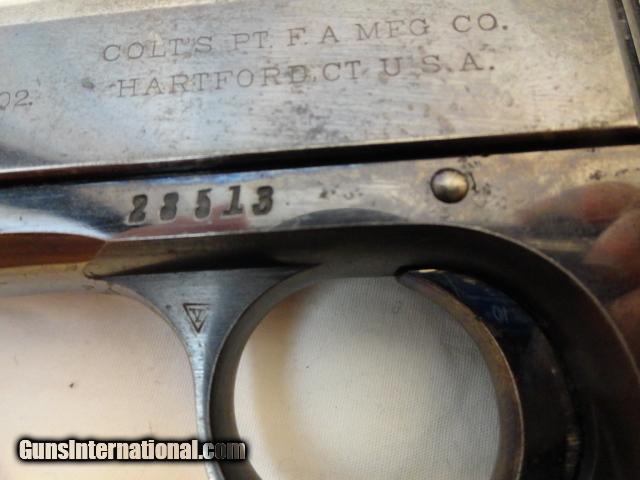 COLT'S PT. F. A MFG CO.
HARTFORD, CT U.S.A.
02.
28513
V
GunsInternational.com